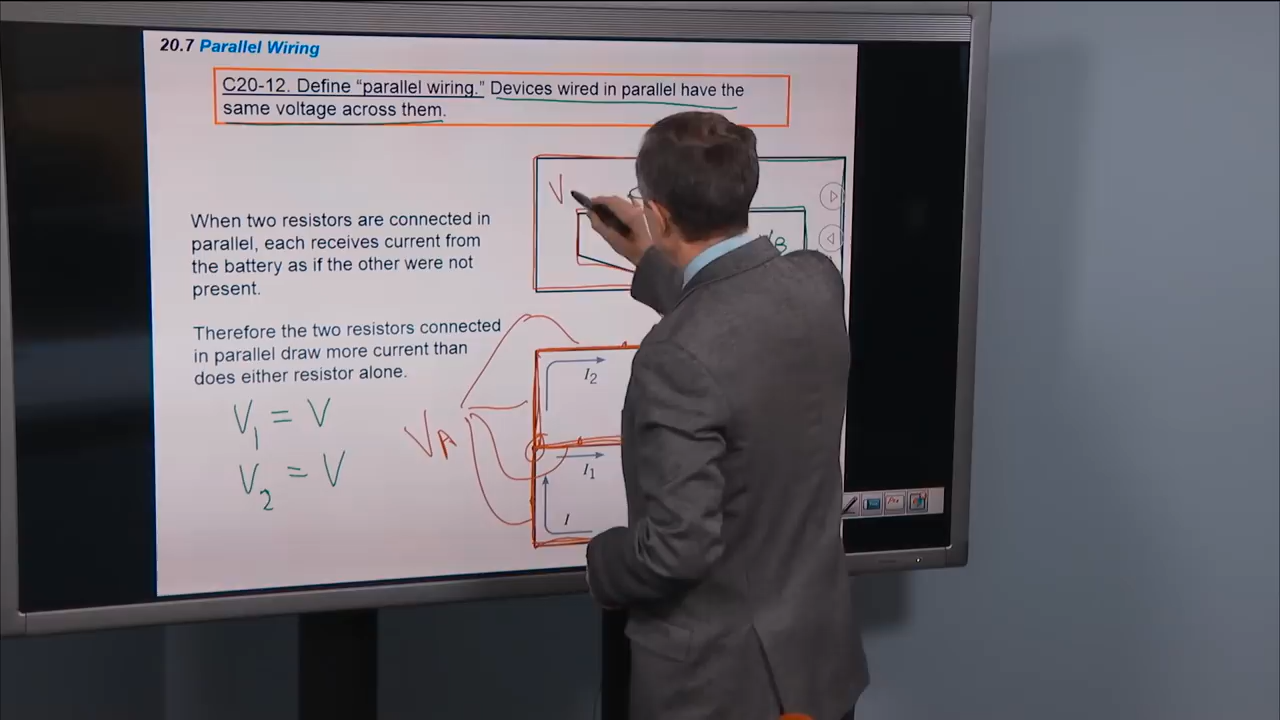 20.7 Parallel Wiring
C20-12. Define “parallel wiring.” Devices wired in parallel have the
same voltage across them.
V
B
When two resistors are connected in
parallel, each receives current from
the battery as if the other were not
present.
Therefore the two resistors connected
in parallel draw more current than
does either resistor alone.
I₂
V₁ = V
V_A
I₁
V₂ = V
I